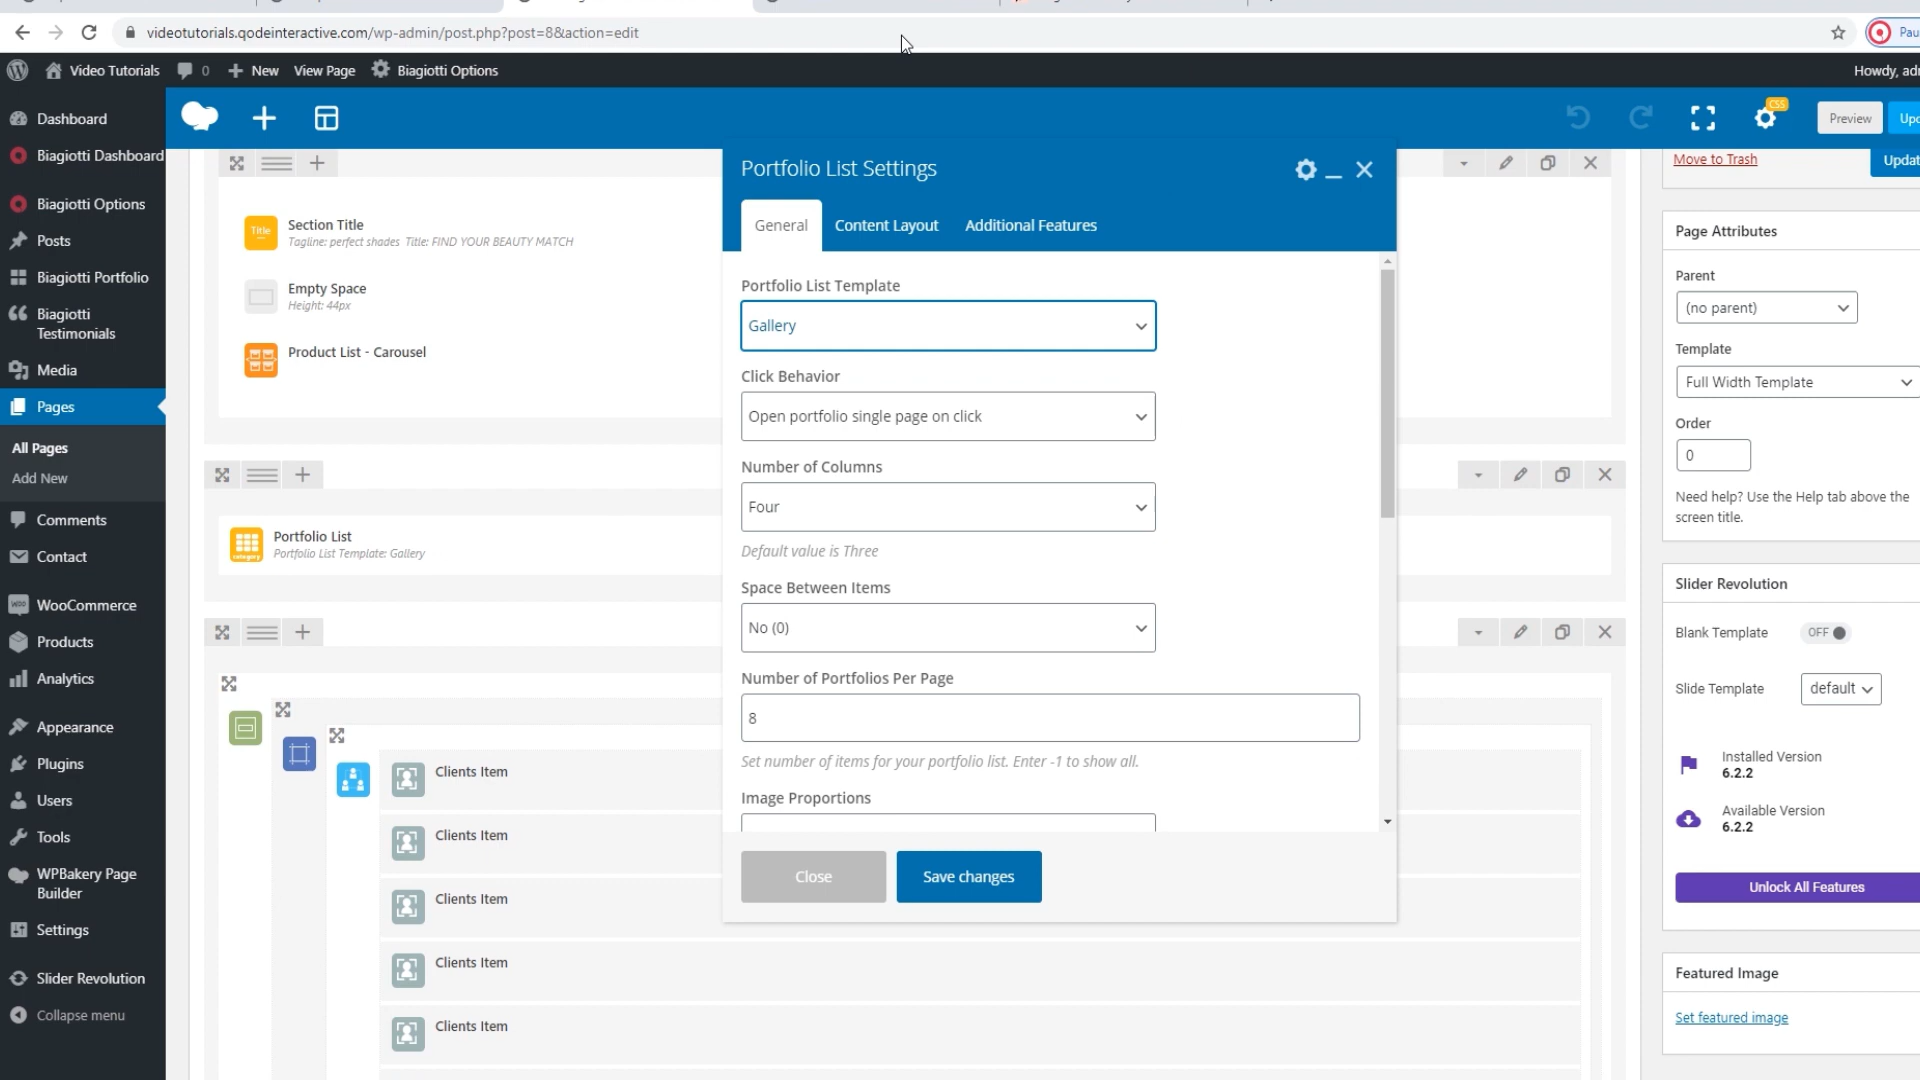 videotutorials.qodeinteractive.com/wp-admin/post.php?post=8&action=edit
Pau
Video Tutorials
0
New
View Page
Biagiotti Options
Howdy, adr
Dashboard
Biagiotti Dashboard
Biagiotti Options
Posts
Biagiotti Portfolio
Biagiotti
Testimonials
Media
Pages
All Pages
Add New
Comments
Contact
WooCommerce
Products
Analytics
Appearance
Plugins
Users
Tools
WPBakery Page
Builder
Settings
Slider Revolution
Collapse menu
CSS
Preview
Upc
Title
Section Title
Tagline: perfect shades Title: FIND YOUR BEAUTY MATCH
Empty Space
Height: 44px
Product List - Carousel
category
Portfolio List
Portfolio List Template: Gallery
Clients Item
Clients Item
Clients Item
Clients Item
Clients Item
Portfolio List Settings
General
Content Layout
Additional Features
Portfolio List Template
Gallery
Click Behavior
Open portfolio single page on click
Number of Columns
Four
Default value is Three
Space Between Items
No (0)
Number of Portfolios Per Page
8
Set number of items for your portfolio list. Enter -1 to show all.
Image Proportions
Close
Save changes
Move to Trash
Updat
Page Attributes
Parent
(no parent)
Template
Full Width Template
Order
0
Need help? Use the Help tab above the
screen title.
Slider Revolution
Blank Template
OFF
Slide Template
default
Installed Version
6.2.2
Available Version
6.2.2
Unlock All Features
Featured Image
Set featured image